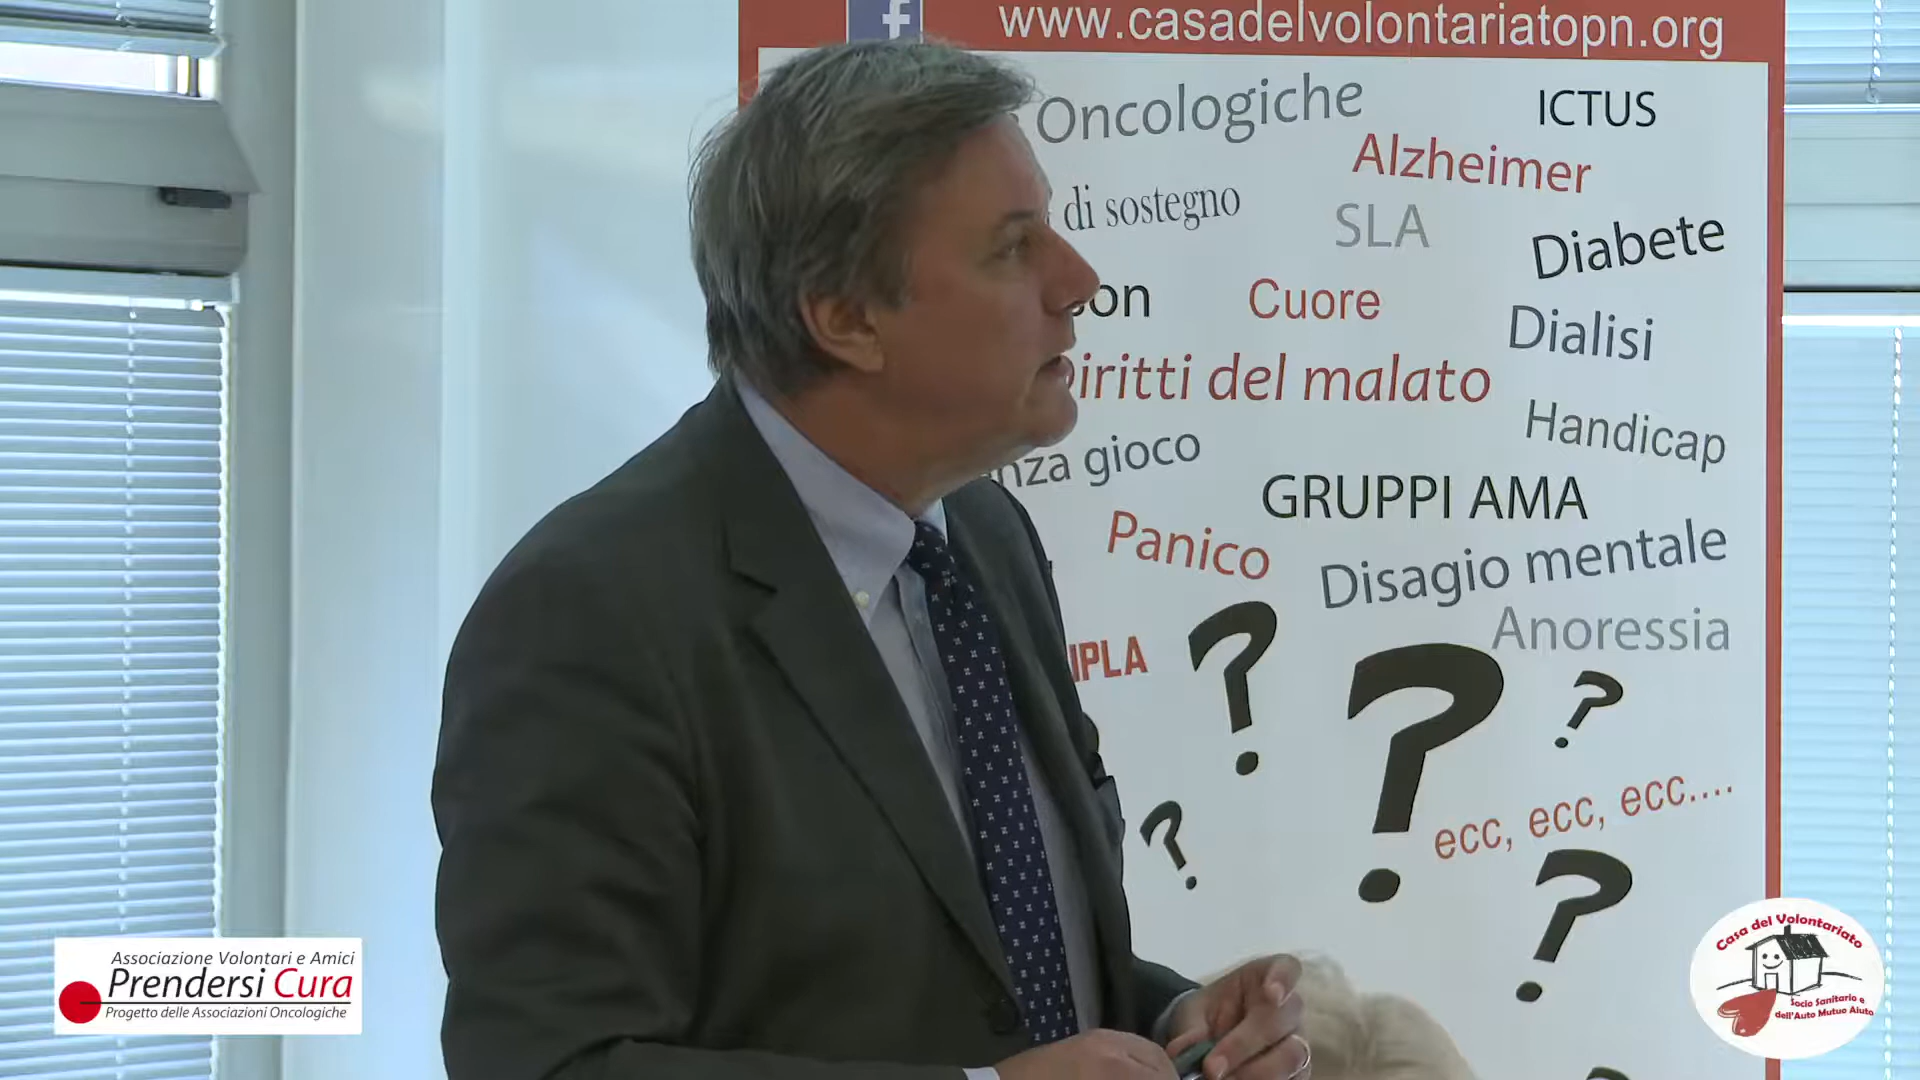 f www.casadelvolontariatopn.org
Oncologiche
ICTUS
Alzheimer
di sostegno
SLA
Diabete
on
Cuore
Dialisi
Diritti del malato
Handicap
nza gioco
GRUPPI AMA
Panico
Disagio mentale
Anoressia
IPLA
?
?
?
?
ecc, ecc, ecc....
?
Associazione Volontari e Amici
Prendersi Cura
Progetto delle Associazioni Oncologiche
Casa del Volontariato
Socio Sanitario e
dell'Auto Mutuo Aiuto